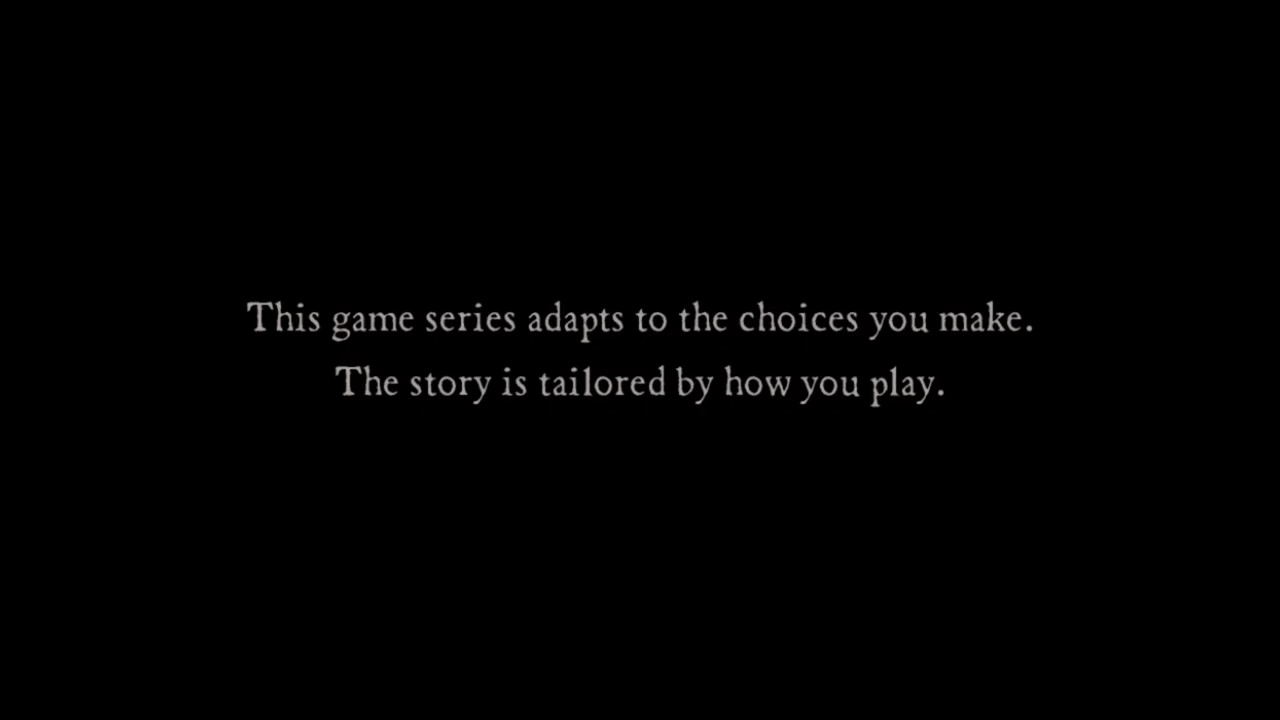 This game series adapts to the choices you make.
The story is tailored by how you play.